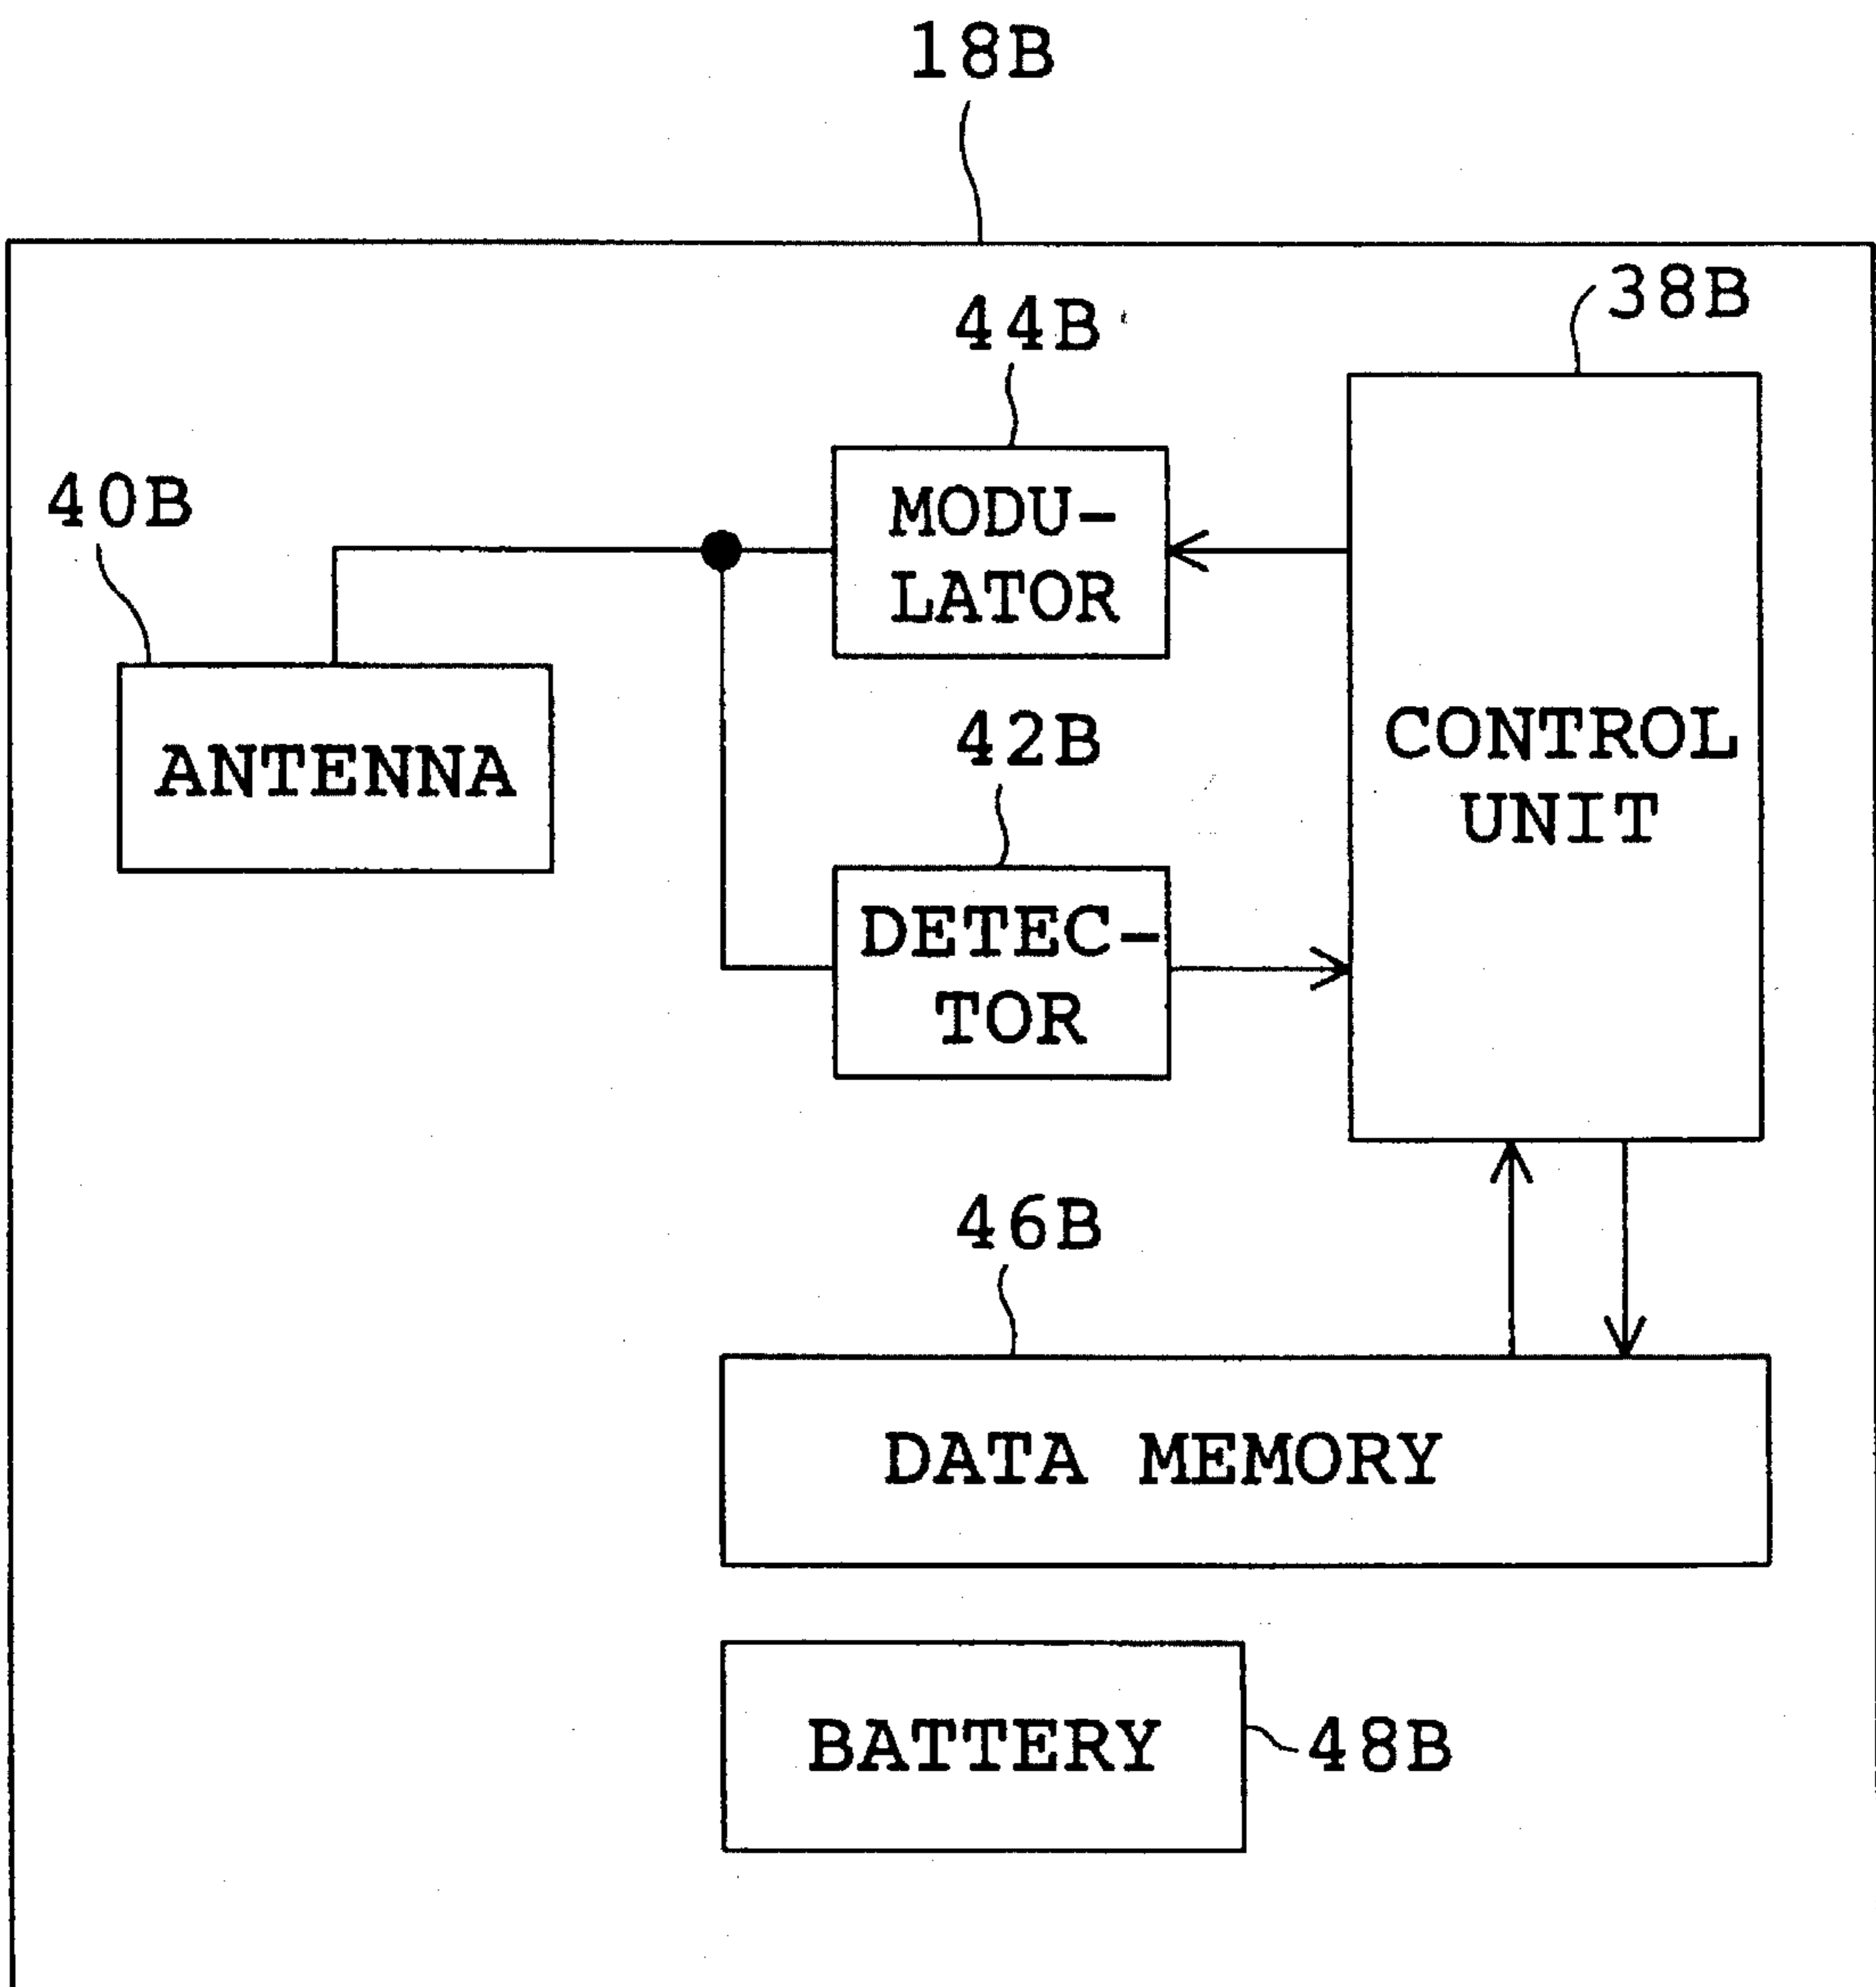 18B
38B
44B
40B
MODU-
LATOR
ANTENNA
42B
CONTROL
UNIT
DETEC-
TOR
46B
DATA MEMORY
BATTERY
48B